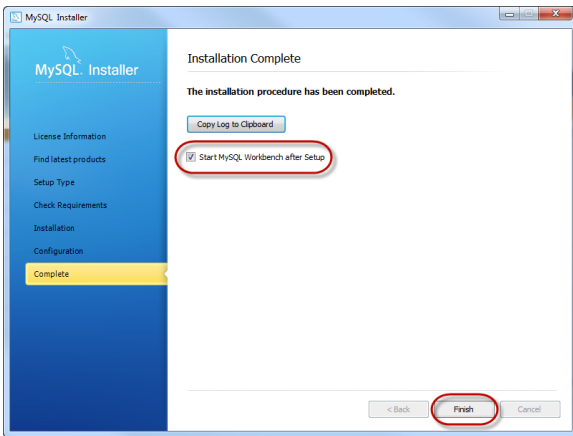 MySQL Installer
MySQL. Installer
License Information
Find latest products
Setup Type
Check Requirements
Installation
Configuration
Complete
Installation Complete
The installation procedure has been completed.
Copy Log to Clipboard
Start MySQL Workbench after Setup
< Back
Finish
Cancel